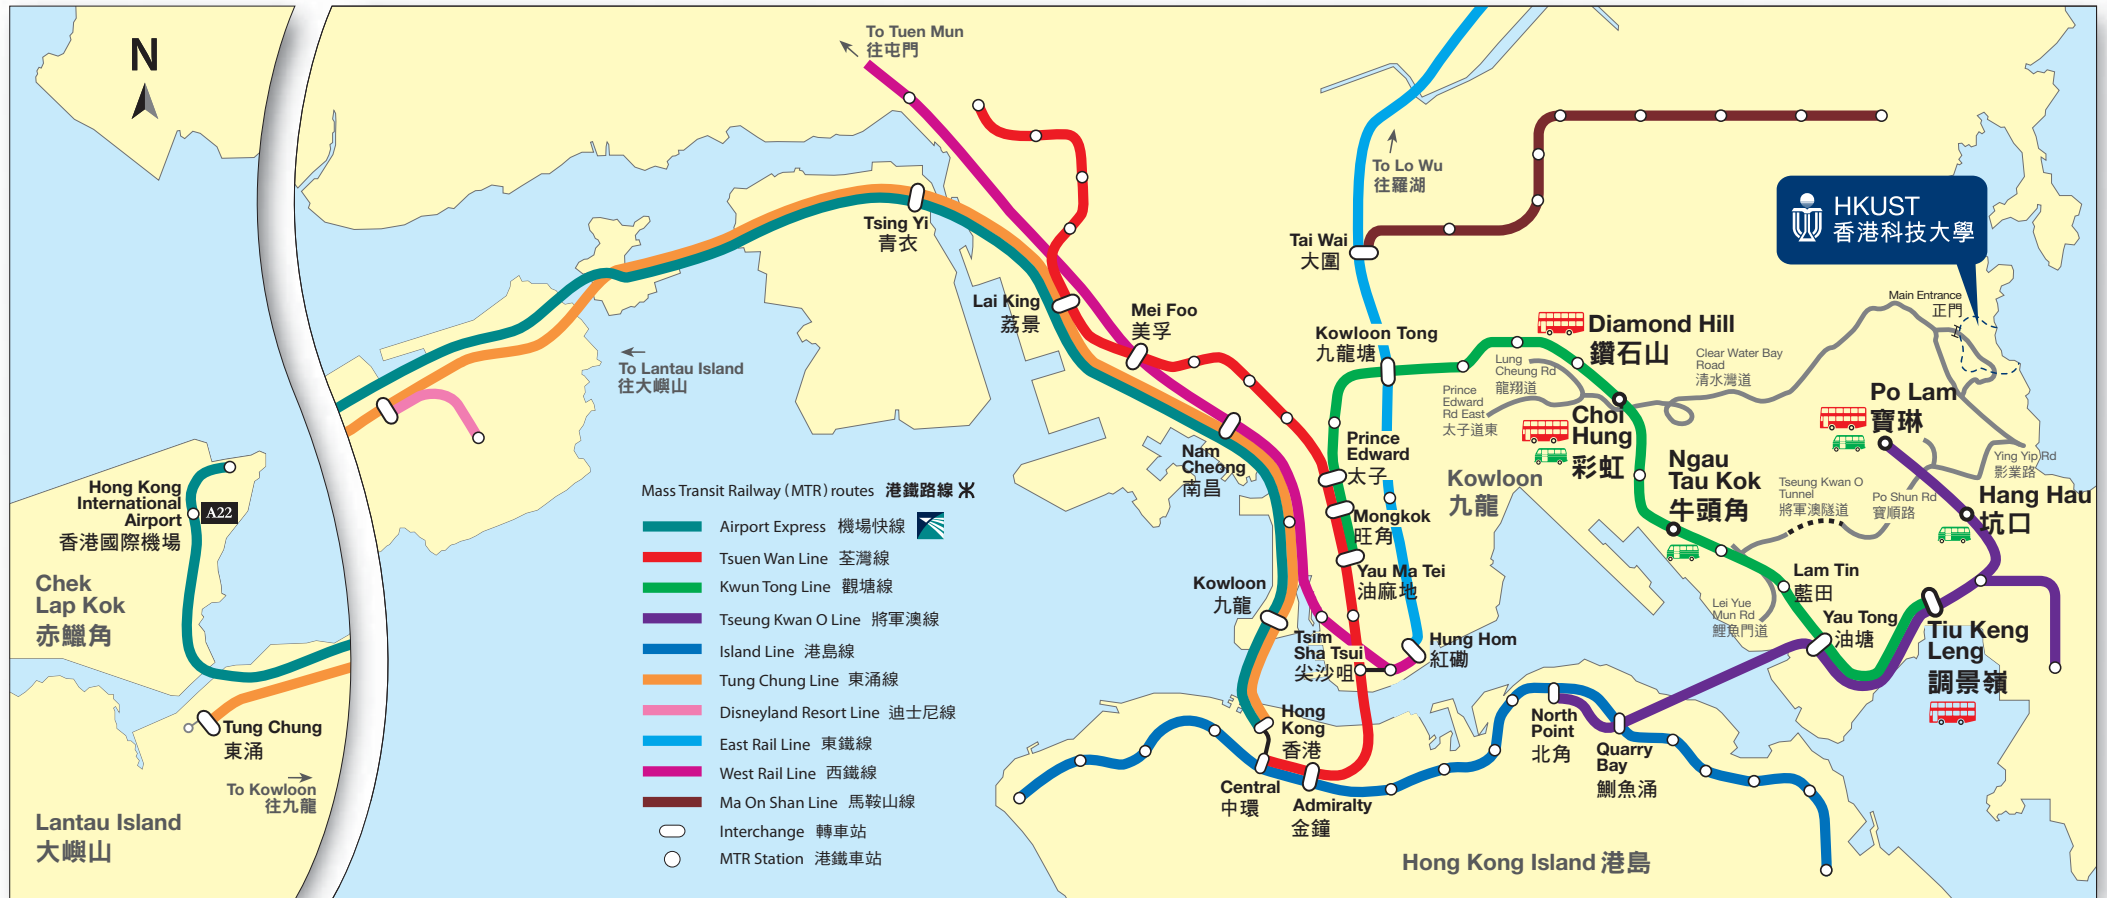 N
To Tuen Mun
往屯門
Tsing Yi
青衣
To Lo Wu
往羅湖
Tai Wai
大圍
HKUST
香港科技大學
Main Entrance
正門
Lai King
荔景
Mei Foo
美孚
Kowloon Tong
九龍塘
Diamond Hill
鑽石山
Lung
Cheung Rd
龍翔道
Clear Water Bay
Road
清水灣道
Prince
Edward
Rd East
太子道東
Choi
Hung
彩虹
Po Lam
寶琳
To Lantau Island
往大嶼山
Prince
Edward
太子
Nam
Cheong
南昌
Kowloon
九龍
Ngau
Tau Kok
牛頭角
Ying Yip Rd
影業路
Tseung Kwan O
Tunnel
將軍澳隧道
Po Shun Rd
寶順路
Hang Hau
坑口
Hong Kong
International
Airport
香港國際機場
A22
Mongkok
旺角
Yau Ma Tei
油麻地
Chek
Lap Kok
赤鱲角
Kowloon
九龍
Lam Tin
藍田
Lei Yue
Mun Rd
鯉魚門道
Yau Tong
油塘
Tiu Keng
Leng
調景嶺
Tsim
Sha Tsui
尖沙咀
Hung Hom
紅磡
Tung Chung
東涌
To Kowloon
往九龍
Lantau Island
大嶼山
Hong
Kong
香港
Central
中環
Admiralty
金鐘
North
Point
北角
Quarry
Bay
鰂魚涌
Hong Kong Island 港島
Mass Transit Railway (MTR) routes 港鐵路線
Airport Express 機場快線
Tsuen Wan Line 荃灣線
Kwun Tong Line 觀塘線
Tseung Kwan O Line 將軍澳線
Island Line 港島線
Tung Chung Line 東涌線
Disneyland Resort Line 迪士尼線
East Rail Line 東鐵線
West Rail Line 西鐵線
Ma On Shan Line 馬鞍山線
Interchange 轉車站
MTR Station 港鐵車站